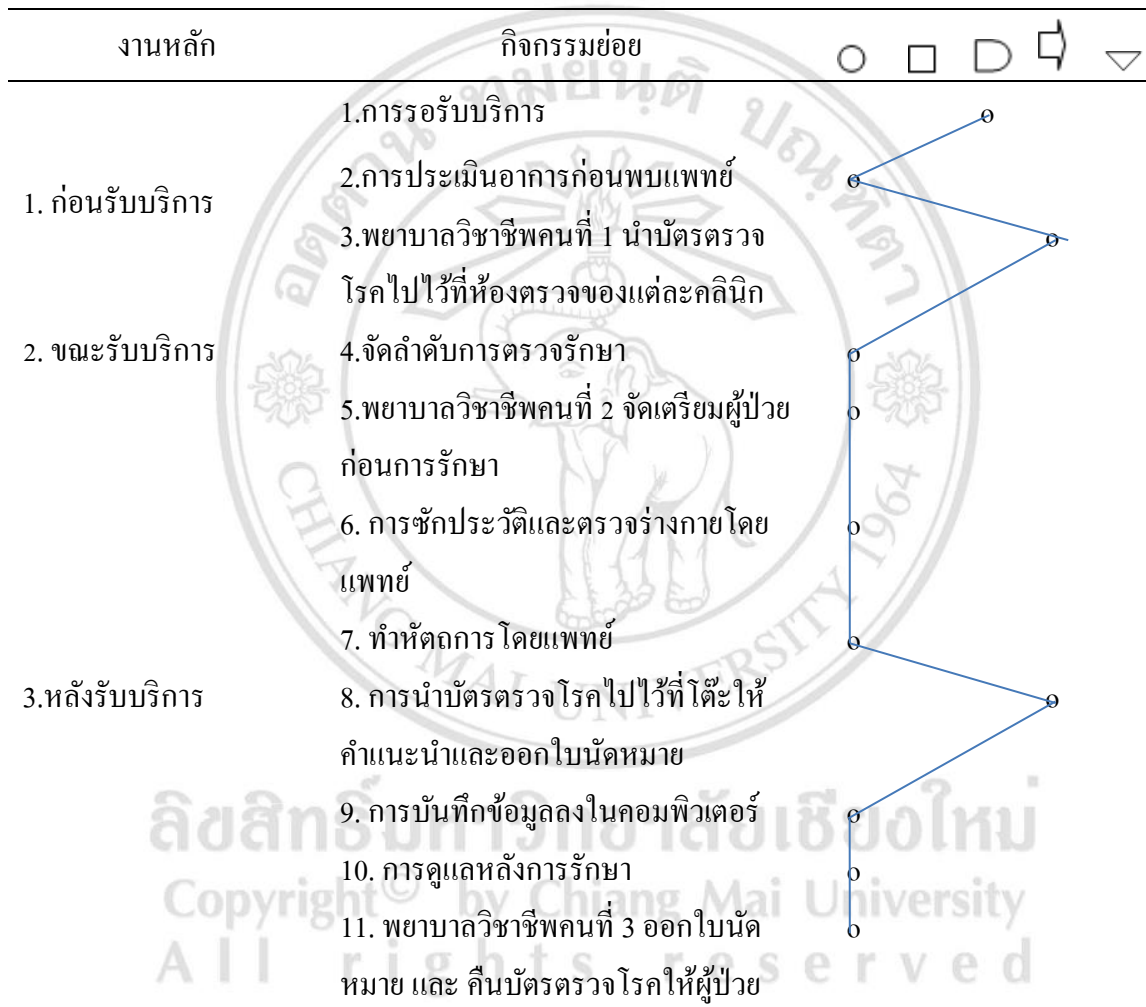 งานหลัก กิจกรรมย่อย
1.การรอรับบริการ
2.การประเมินอาการก่อนพบแพทย์
1. ก่อนรับบริการ
3.พยาบาลวิชาชีพคนที่ 1 นำบัตรตรวจ
โรคไปไว้ที่ห้องตรวจของแต่ละคลินิก
2. ขณะรับบริการ 4.จัดลำดับการตรวจรักษา
5.พยาบาลวิชาชีพคนที่ 2 จัดเตรียมผู้ป่วย
ก่อนการรักษา
6. การซักประวัติและตรวจร่างกายโดย
แพทย์
7. ทำหัตถการ โดยแพทย์
3.หลังรับบริการ 8. การนำบัตรตรวจโรคไปไว้ที่โต๊ะให้
คำแนะนำและออกใบนัดหมาย
9. การบันทึกข้อมูลลงในคอมพิวเตอร์
10. การดูแลหลังการรักษา
11. พยาบาลวิชาชีพคนที่ 3 ออกใบนัด
หมาย และ คืนบัตรตรวจโรคให้ผู้ป่วย
อตฺตานํ ทมยนฺติ ปณฺฑิตา
CHIANG MAI UNIVERSITY 1964
ลิขสิทธิ์มหาวิทยาลัยเชียงใหม่
Copyright© by Chiang Mai University
All rights reserved